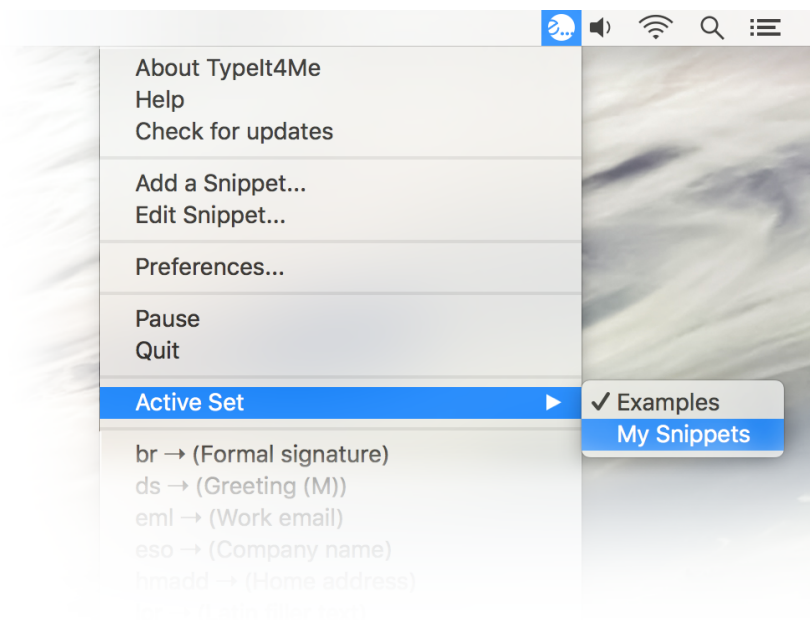 About TypeIt4Me
Help
Check for updates
Add a Snippet...
Edit Snippet...
Preferences...
Pause
Quit
Active Set
Examples
My Snippets
br → (Formal signature)
ds → (Greeting (M))
eml → (Work email)
eso → (Company name)
hmadd → (Home address)